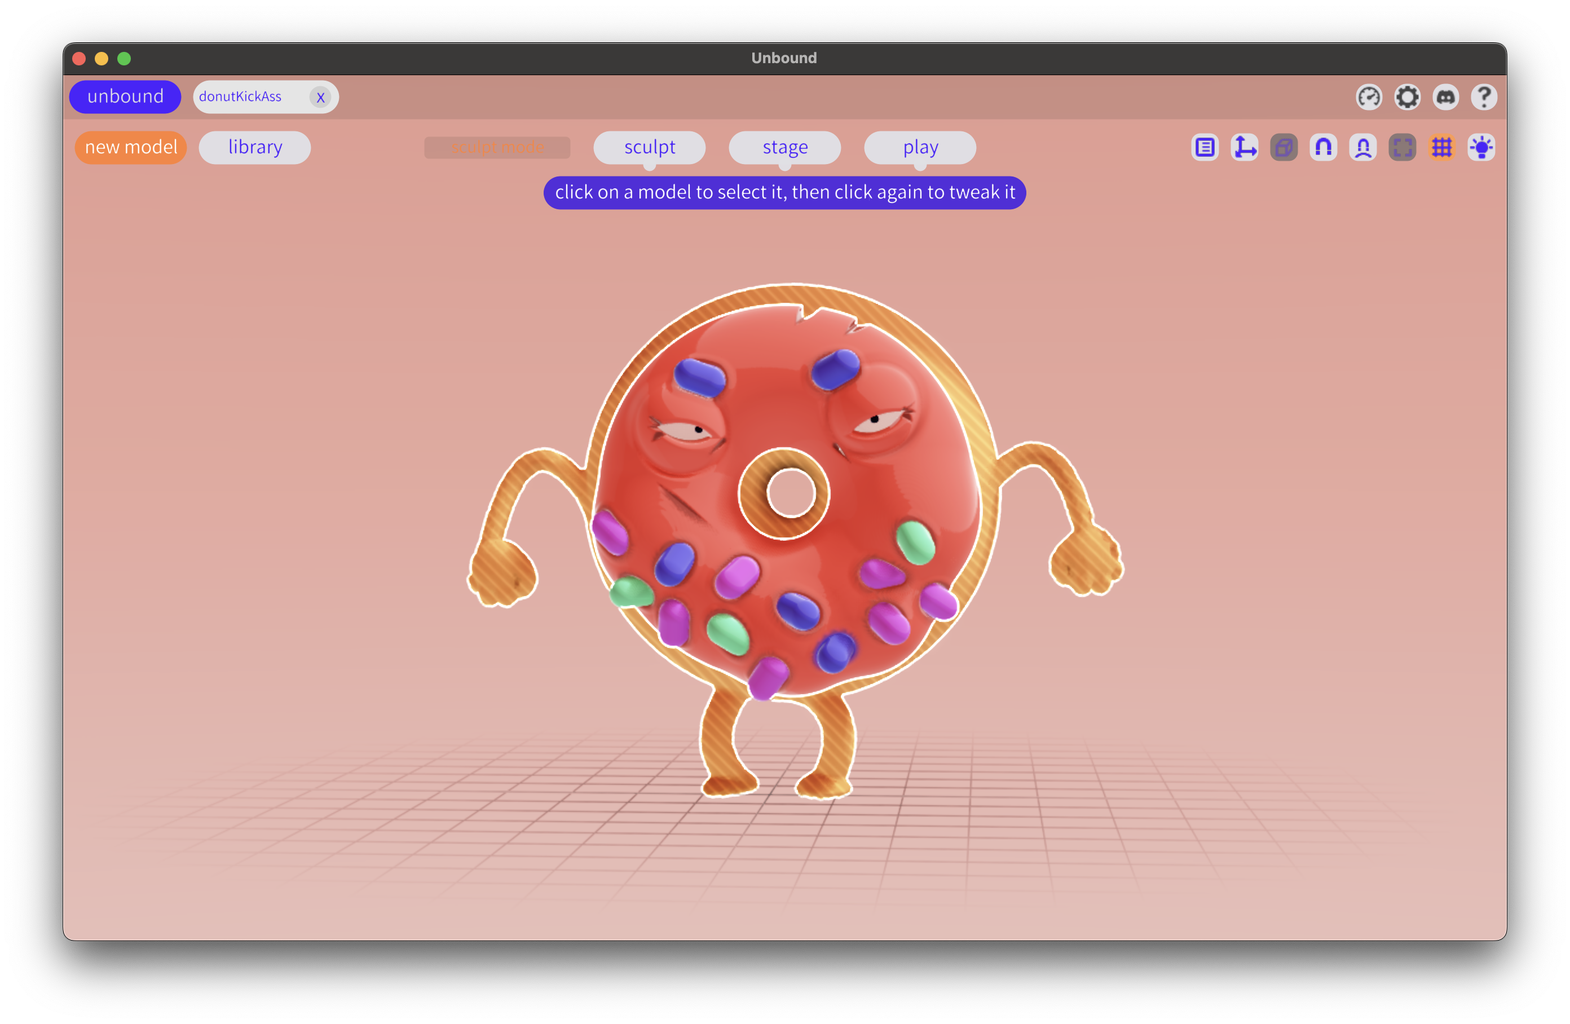 Unbound
unbound
donutKickAss X
?
new model library sculpt stage play
click on a model to select it, then click again to tweak it